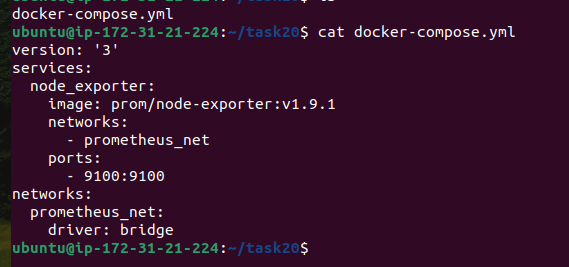 docker-compose.yml
ubuntu@ip-172-31-21-224:~/task20$ cat docker-compose.yml
version: '3'
services:
  node_exporter:
    image: prom/node-exporter:v1.9.1
    networks:
      - prometheus_net
    ports:
      - 9100:9100
networks:
  prometheus_net:
    driver: bridge
ubuntu@ip-172-31-21-224:~/task20$